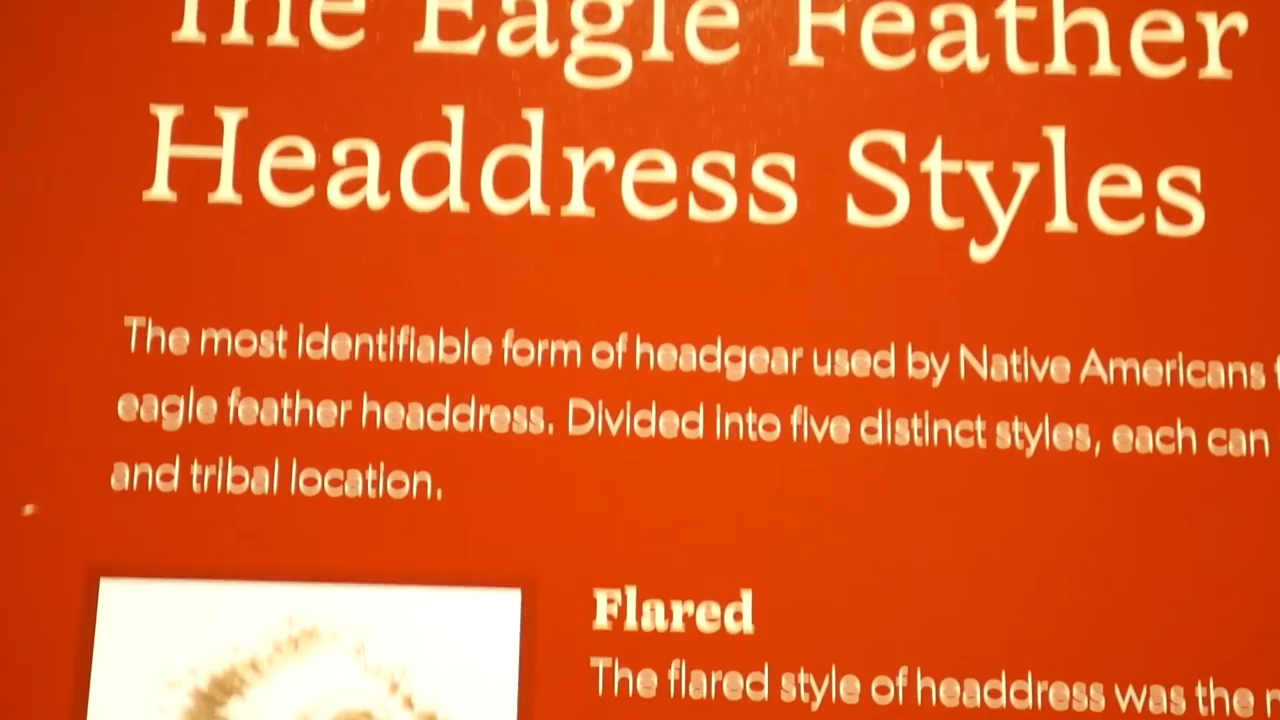 The Eagle Feather
Headdress Styles
The most identifiable form of headgear used by Native Americans
eagle feather headdress. Divided into five distinct styles, each can
and tribal location.
Flared
The flared style of headdress was the